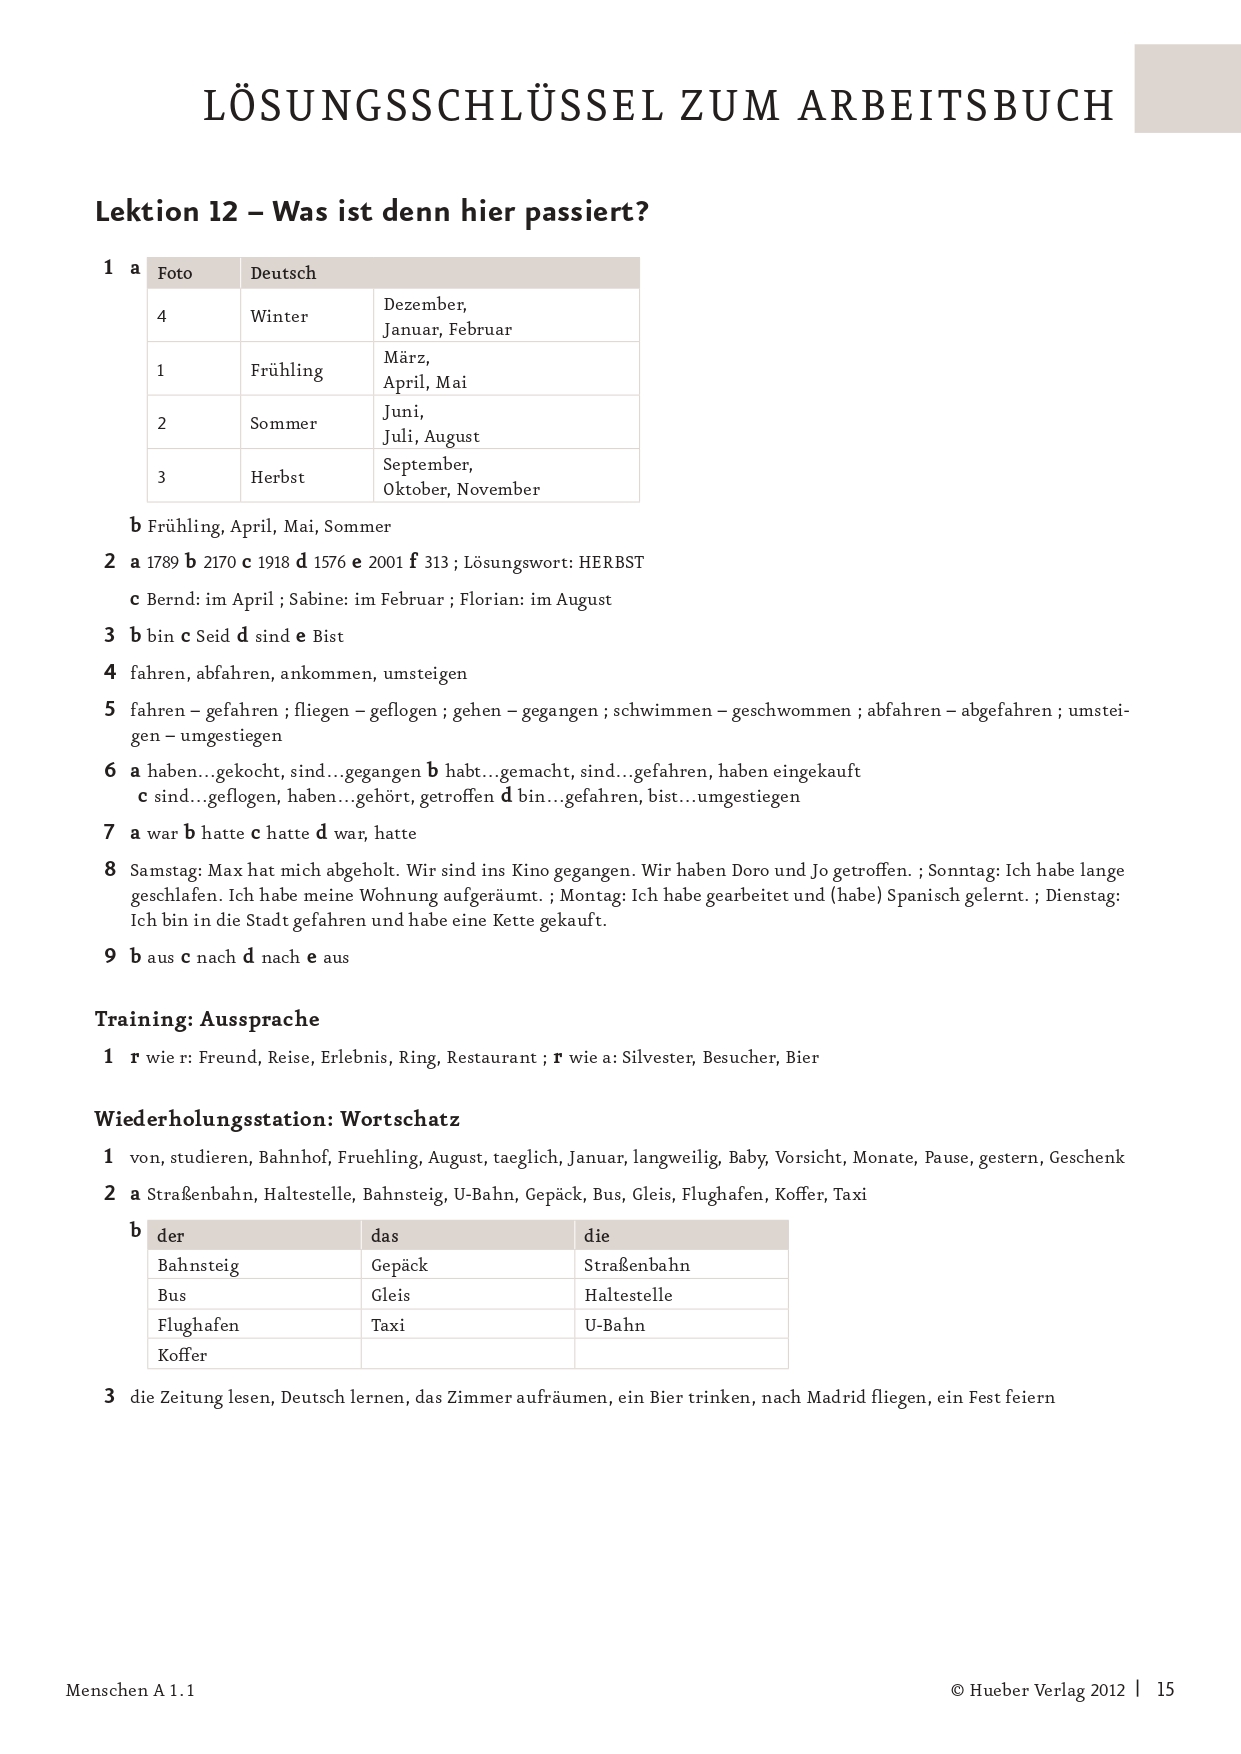 LÖSUNGSSCHLÜSSEL ZUM ARBEITSBUCH
Lektion 12 – Was ist denn hier passiert?
1 a Foto Deutsch
4 Winter Dezember,
Januar, Februar
1 Frühling März,
April, Mai
2 Sommer Juni,
Juli, August
3 Herbst September,
Oktober, November
b Frühling, April, Mai, Sommer
2 a 1789 b 2170 c 1918 d 1576 e 2001 f 313 ; Lösungswort: HERBST
c Bernd: im April ; Sabine: im Februar ; Florian: im August
3 b bin c Seid d sind e Bist
4 fahren, abfahren, ankommen, umsteigen
5 fahren – gefahren ; fliegen – geflogen ; gehen – gegangen ; schwimmen – geschwommen ; abfahren – abgefahren ; umstei-
gen – umgestiegen
6 a haben…gekocht, sind…gegangen b habt…gemacht, sind…gefahren, haben eingekauft
c sind…geflogen, haben…gehört, getroffen d bin…gefahren, bist…umgestiegen
7 a war b hatte c hatte d war, hatte
8 Samstag: Max hat mich abgeholt. Wir sind ins Kino gegangen. Wir haben Doro und Jo getroffen. ; Sonntag: Ich habe lange
geschlafen. Ich habe meine Wohnung aufgeräumt. ; Montag: Ich habe gearbeitet und (habe) Spanisch gelernt. ; Dienstag:
Ich bin in die Stadt gefahren und habe eine Kette gekauft.
9 b aus c nach d nach e aus
Training: Aussprache
1 r wie r: Freund, Reise, Erlebnis, Ring, Restaurant ; r wie a: Silvester, Besucher, Bier
Wiederholungsstation: Wortschatz
1 von, studieren, Bahnhof, Fruehling, August, taeglich, Januar, langweilig, Baby, Vorsicht, Monate, Pause, gestern, Geschenk
2 a Straßenbahn, Haltestelle, Bahnsteig, U-Bahn, Gepäck, Bus, Gleis, Flughafen, Koffer, Taxi
b der das die
Bahnsteig Gepäck Straßenbahn
Bus Gleis Haltestelle
Flughafen Taxi U-Bahn
Koffer
3 die Zeitung lesen, Deutsch lernen, das Zimmer aufräumen, ein Bier trinken, nach Madrid fliegen, ein Fest feiern
Menschen A 1.1 © Hueber Verlag 2012 | 15